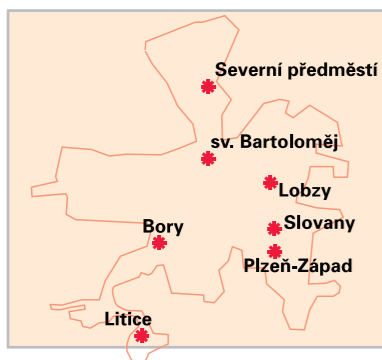 Severní předměstí
sv. Bartoloměj
Lobzy
Slovany
Bory
Plzeň-Západ
Litice